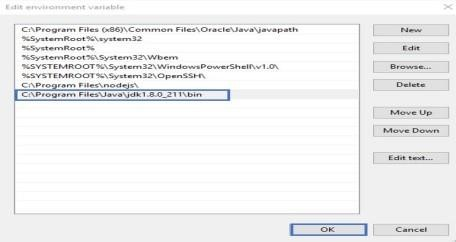 Edit environment variable
C:\Program Files (x86)\Common Files\Oracle\Java\javapath
%SystemRoot%\system32
%SystemRoot%
%SystemRoot%\System32\Wbem
%SYSTEMROOT%\System32\WindowsPowerShell\v1.0\
%SYSTEMROOT%\System32\OpenSSH\
C:\Program Files\nodejs\
C:\Program Files\Java\jdk1.8.0_211\bin
New
Edit
Browse...
Delete
Move Up
Move Down
Edit text...
OK
Cancel